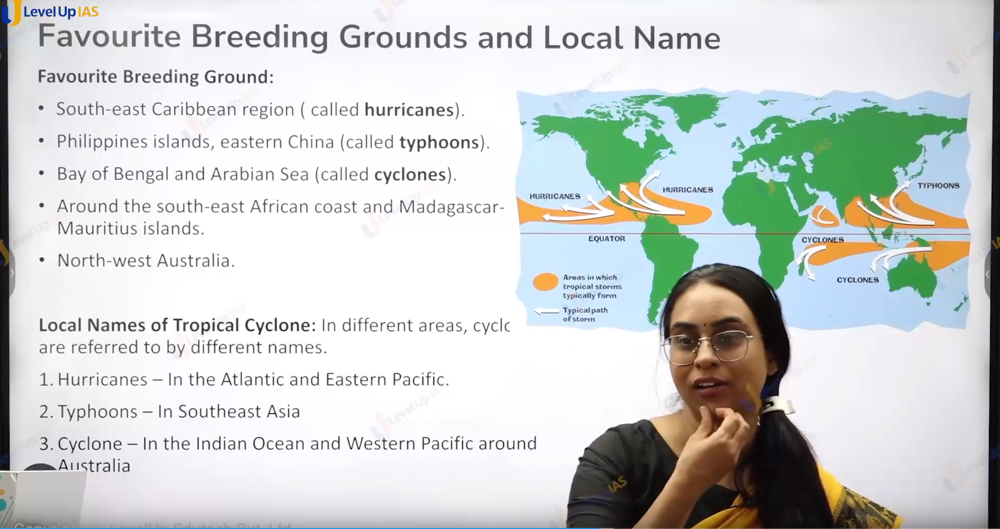 Level Up IAS
Favourite Breeding Grounds and Local Name
Favourite Breeding Ground:
• South-east Caribbean region ( called hurricanes).
• Philippines islands, eastern China (called typhoons).
• Bay of Bengal and Arabian Sea (called cyclones).
• Around the south-east African coast and Madagascar-
Mauritius islands.
• North-west Australia.
Local Names of Tropical Cyclone: In different areas, cyclc
are referred to by different names.
1. Hurricanes – In the Atlantic and Eastern Pacific.
2. Typhoons – In Southeast Asia
3. Cyclone – In the Indian Ocean and Western Pacific around
Australia
HURRICANES
HURRICANES
TYPHOONS
EQUATOR
CYCLONES
CYCLONES
Areas in which
tropical storms
typically form
Typical path
of storm